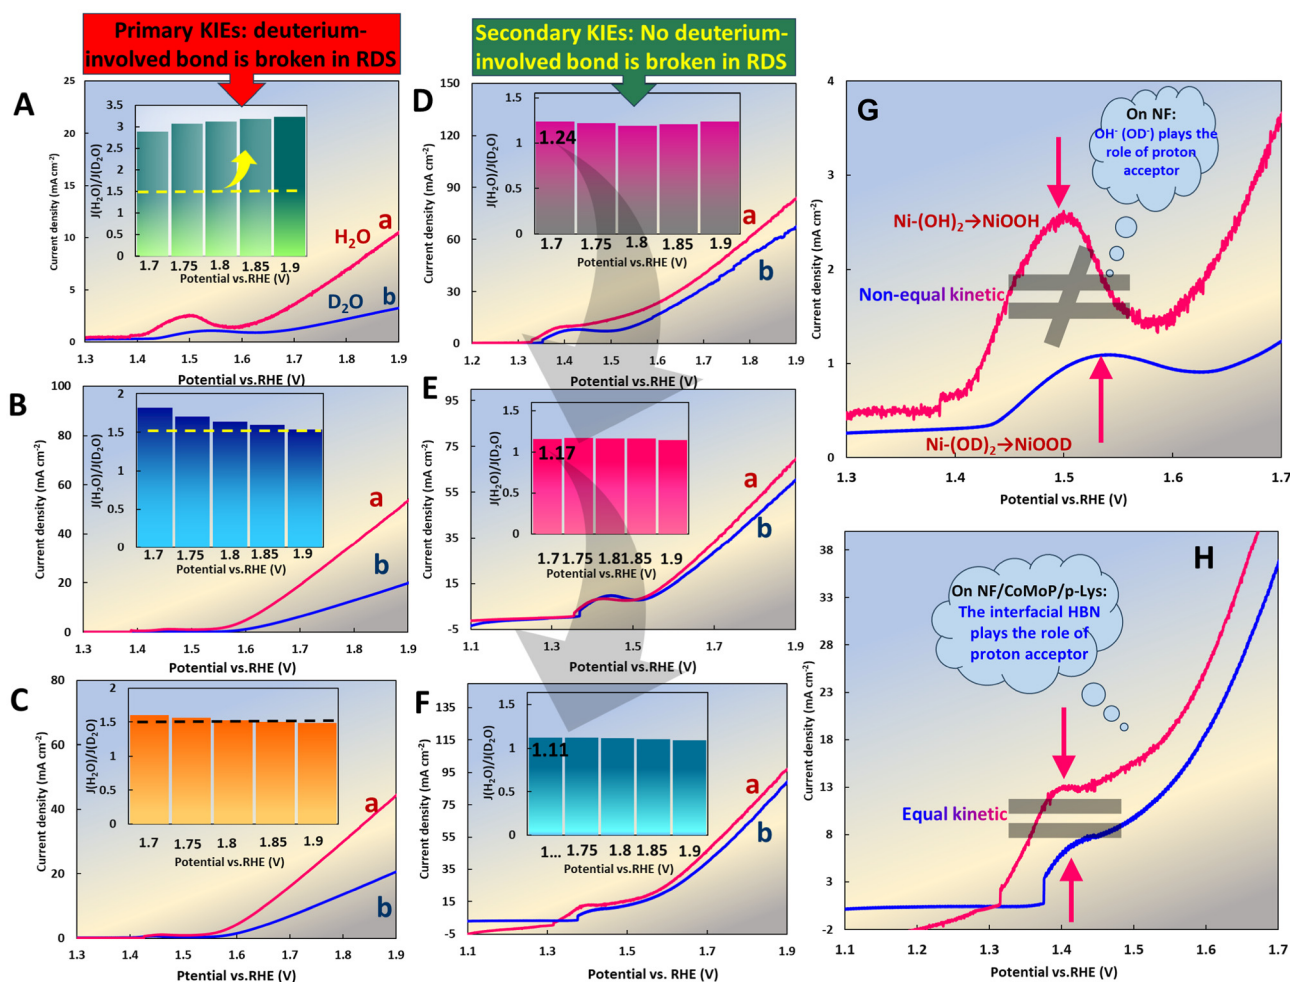 Primary KIEs: deuterium-
involved bond is broken in RDS
Secondary KIEs: No deuterium-
involved bond is broken in RDS
A
Current density (mA cm⁻²)
25
20
15
10
5
0
J(H₂O)/J(D₂O)
3.5
3
2.5
2
1.5
1
0.5
0
1.7 1.75 1.8 1.85 1.9
Potential vs.RHE (V)
a
H₂O
D₂O
b
1.3 1.4 1.5 1.6 1.7 1.8 1.9
Potential vs.RHE (V)
B
Current density (mA cm⁻²)
100
80
60
40
20
0
J(H₂O)/J(D₂O)
2
1.5
1
0.5
0
1.7 1.75 1.8 1.85 1.9
Potential vs.RHE (V)
a
b
1.3 1.4 1.5 1.6 1.7 1.8 1.9
Potential vs.RHE (V)
C
Current density (mA cm⁻²)
80
60
40
20
0
J(H₂O)/J(D₂O)
2
1.5
1
0.5
0
1.7 1.75 1.8 1.85 1.9
Potential vs.RHE (V)
a
b
1.3 1.4 1.5 1.6 1.7 1.8 1.9
Potential vs.RHE (V)
D
Current density (mA cm⁻²)
150
120
90
60
30
0
J(H₂O)/J(D₂O)
1.5
1
0.5
0
1.24
1.7 1.75 1.8 1.85 1.9
Potential vs.RHE (V)
a
b
1.2 1.3 1.4 1.5 1.6 1.7 1.8 1.9
Potential vs.RHE (V)
E
Current density (mA cm⁻²)
95
75
55
35
15
-5
J(H₂O)/J(D₂O)
1.5
1
0.5
0
1.17
1.7 1.75 1.8 1.85 1.9
Potential vs.RHE (V)
a
b
1.1 1.3 1.5 1.7 1.9
Potential vs.RHE (V)
F
Current density (mA cm⁻²)
135
115
95
75
55
35
15
-5
J(H₂O)/J(D₂O)
1.5
1
0.5
0
1.11
1... 1.75 1.8 1.85 1.9
Potential vs.RHE (V)
a
b
1.1 1.3 1.5 1.7 1.9
Potential vs. RHE (V)
G
Current density (mA cm⁻²)
4
3
2
1
0
On NF:
OH⁻ (OD⁻) plays the
role of proton
acceptor
Ni-(OH)₂→NiOOH
Non-equal kinetic
Ni-(OD)₂→NiOOD
1.3 1.4 1.5 1.6 1.7
Potential vs.RHE (V)
H
Current density (mA cm⁻²)
38
33
28
23
18
13
8
3
-2
On NF/CoMoP/p-Lys:
The interfacial HBN
plays the role of
proton acceptor
Equal kinetic
1.1 1.2 1.3 1.4 1.5 1.6 1.7
Potential vs.RHE (V)